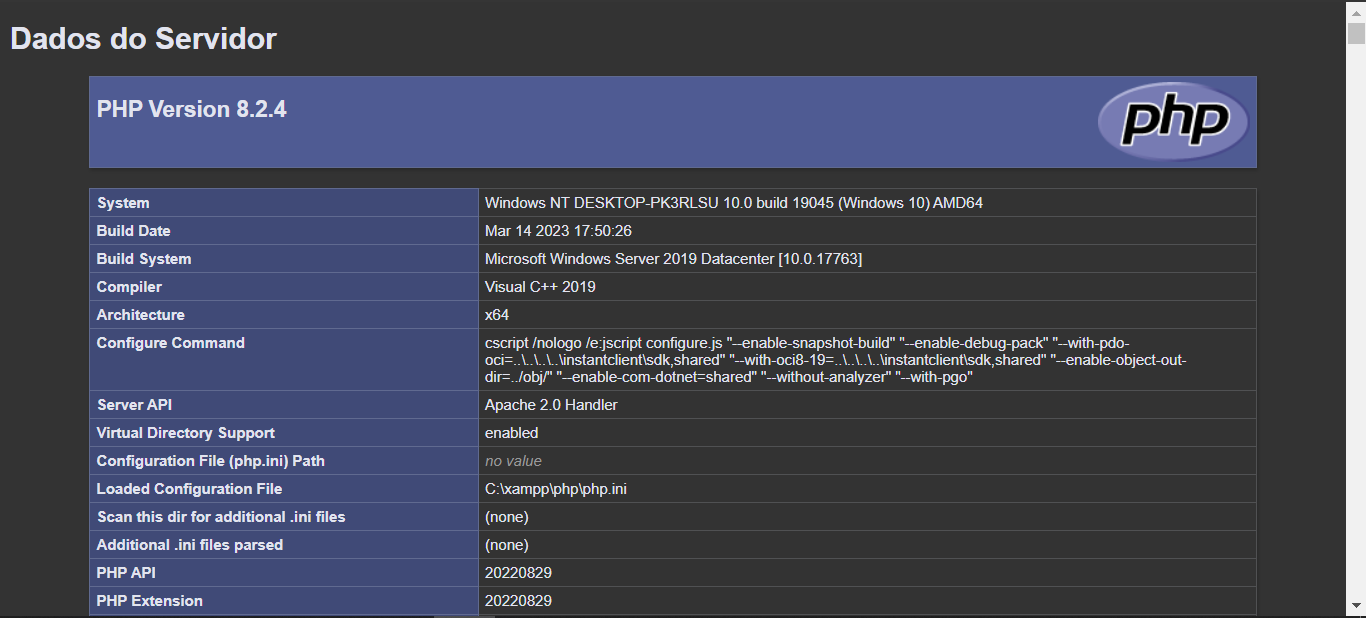 Dados do Servidor
PHP Version 8.2.4
php
System Windows NT DESKTOP-PK3RLSU 10.0 build 19045 (Windows 10) AMD64
Build Date Mar 14 2023 17:50:26
Build System Microsoft Windows Server 2019 Datacenter [10.0.17763]
Compiler Visual C++ 2019
Architecture x64
Configure Command cscript /nologo /e:jscript configure.js "--enable-snapshot-build" "--enable-debug-pack" "--with-pdo-
oci=..\..\..\..\instantclient\sdk,shared" "--with-oci8-19=..\..\..\..\instantclient\sdk,shared" "--enable-object-out-
dir=../obj/" "--enable-com-dotnet=shared" "--without-analyzer" "--with-pgo"
Server API Apache 2.0 Handler
Virtual Directory Support enabled
Configuration File (php.ini) Path no value
Loaded Configuration File C:\xampp\php\php.ini
Scan this dir for additional .ini files (none)
Additional .ini files parsed (none)
PHP API 20220829
PHP Extension 20220829